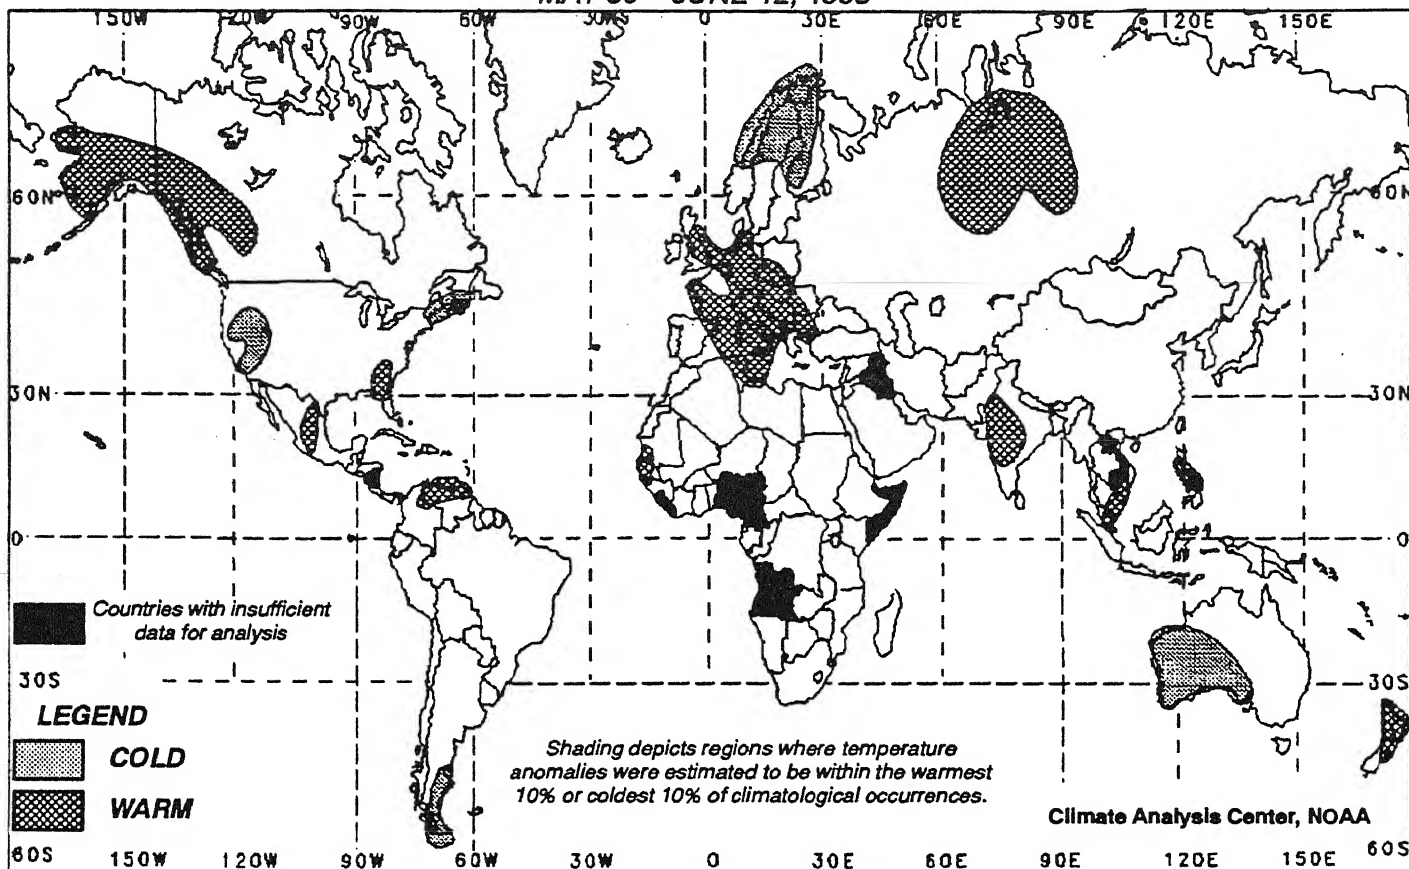 150W 120W 90W 60W 30W 0 30E 60E 90E 120E 150E
60N 60N
30N 30N
0 0
Countries with insufficient
data for analysis
30S 30S
LEGEND
COLD
WARM
Shading depicts regions where temperature
anomalies were estimated to be within the warmest
10% or coldest 10% of climatological occurrences.
Climate Analysis Center, NOAA
60S 150W 120W 90W 60W 30W 0 30E 60E 90E 120E 150E 60S